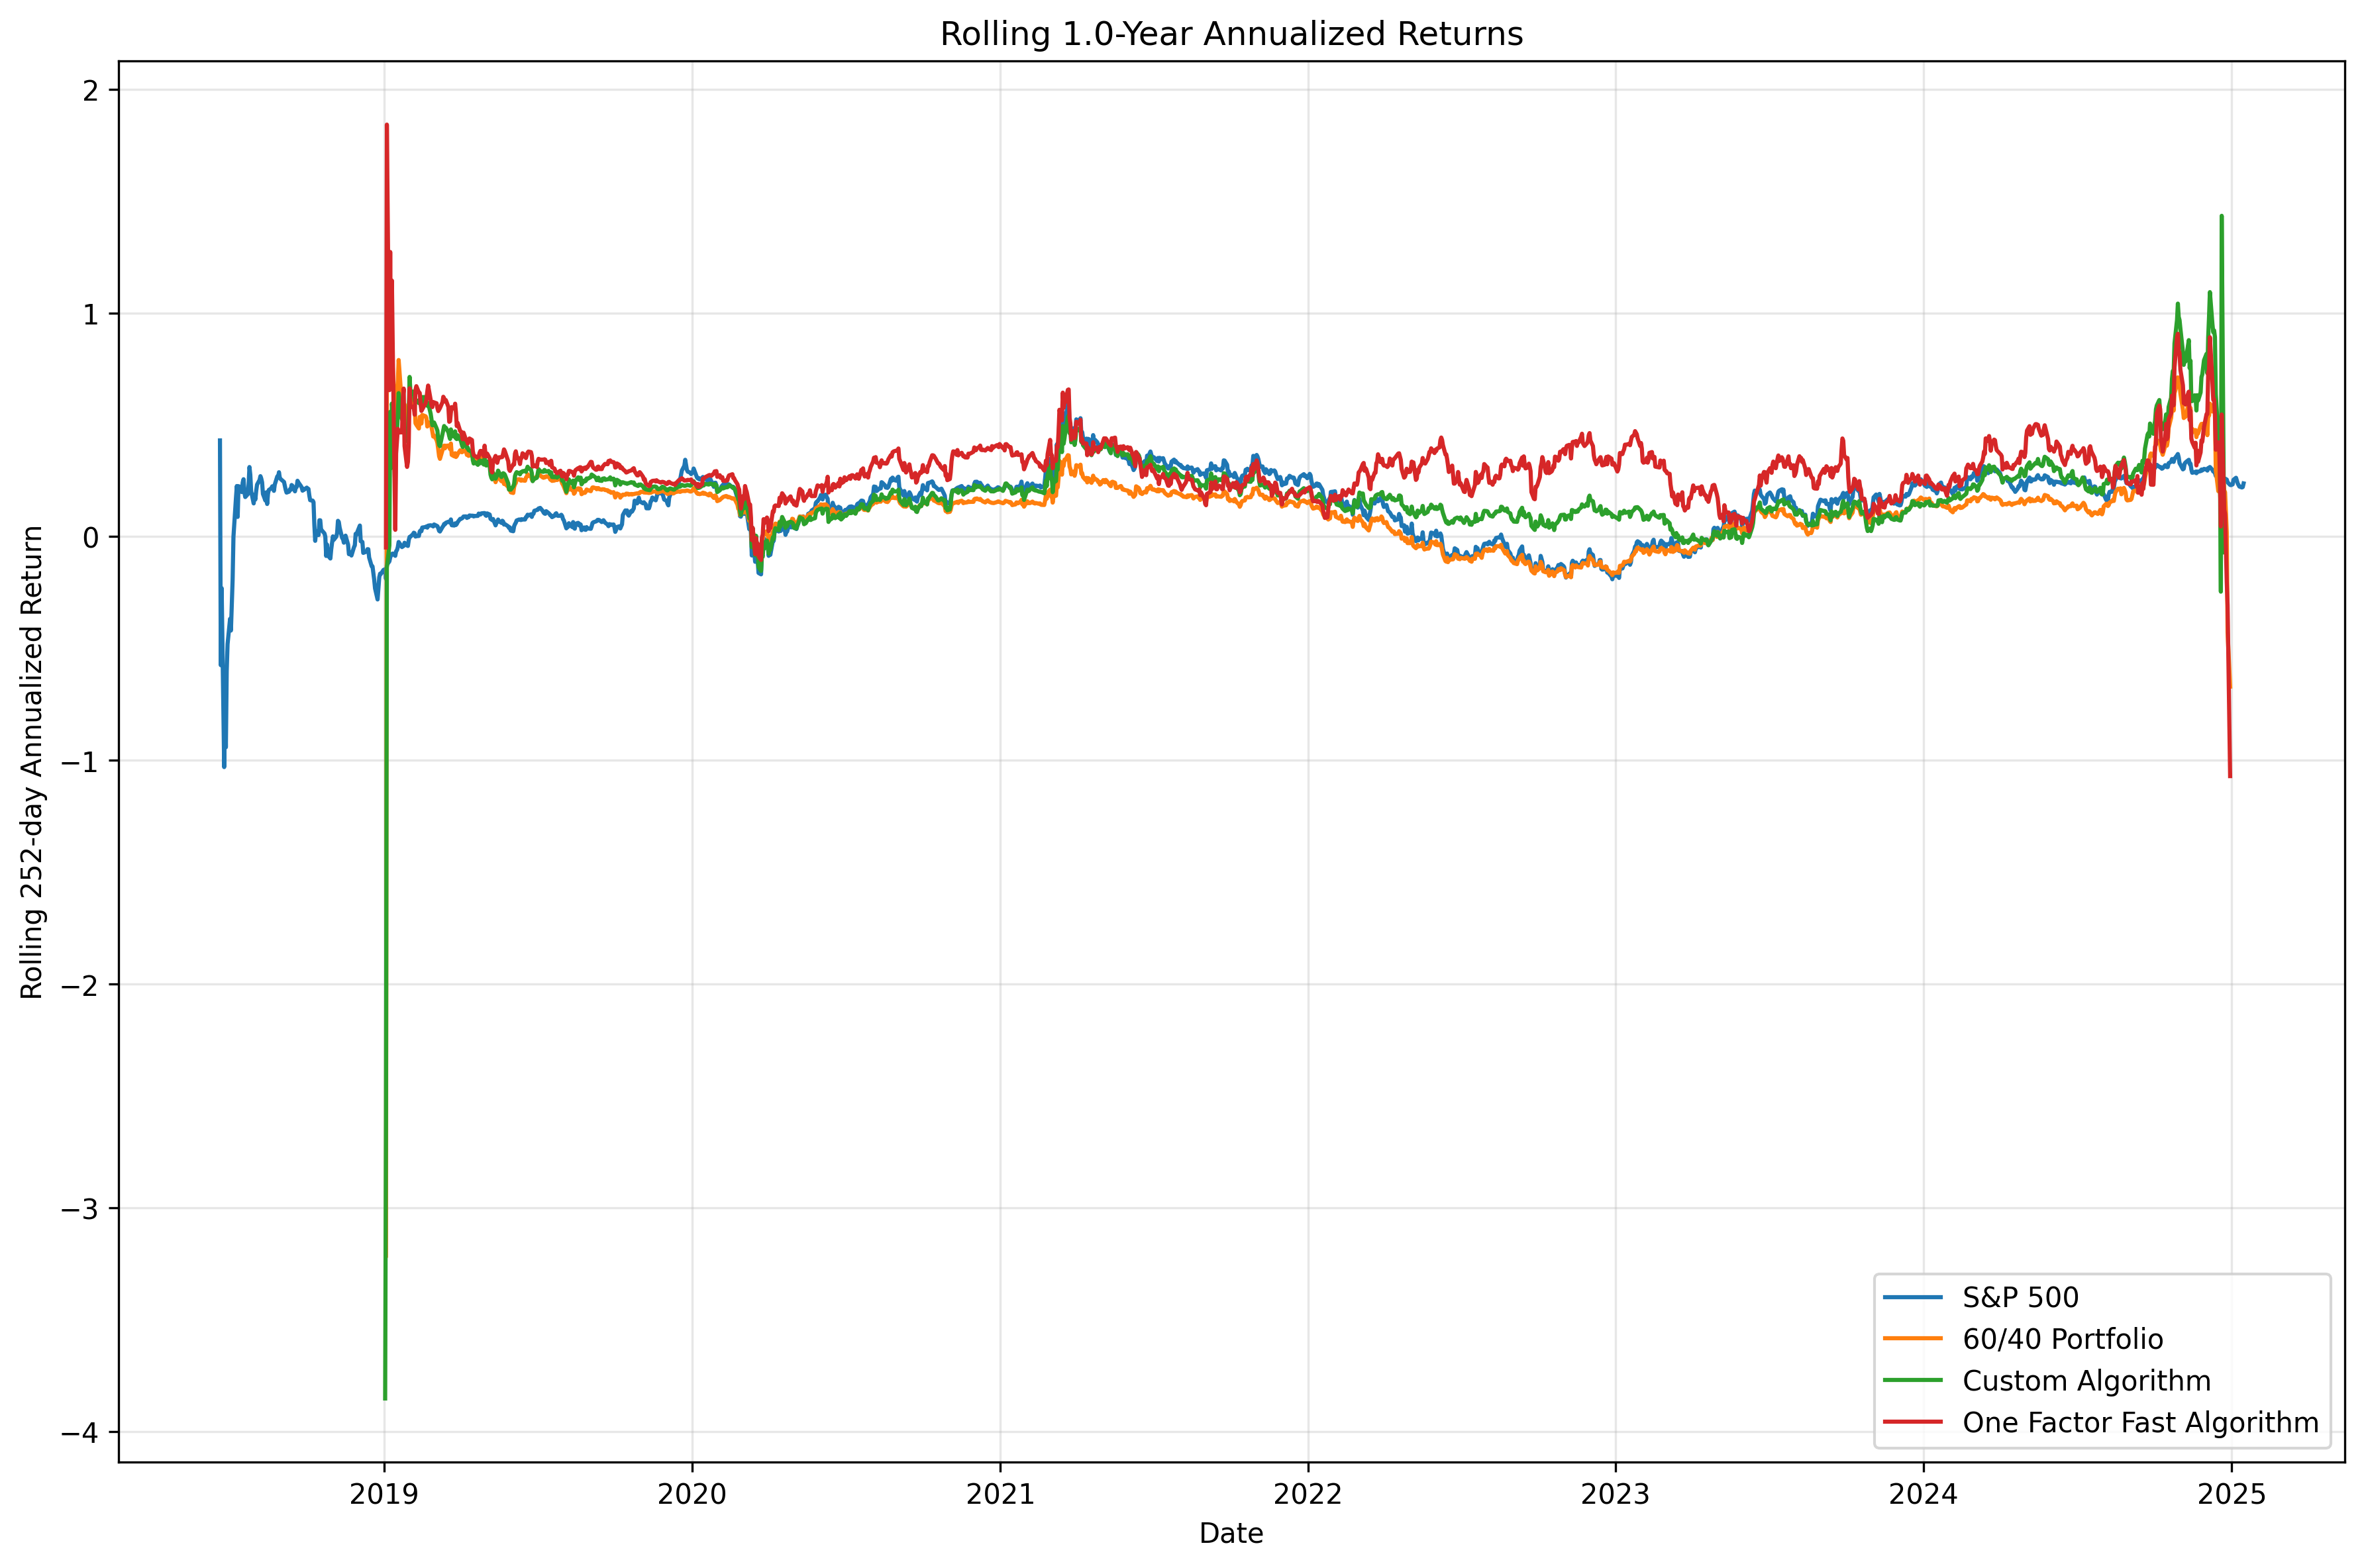 Rolling 1.0-Year Annualized Returns
Rolling 252-day Annualized Return
2
1
0
−1
−2
−3
−4
2019
2020
2021
2022
2023
2024
2025
Date
S&P 500
60/40 Portfolio
Custom Algorithm
One Factor Fast Algorithm